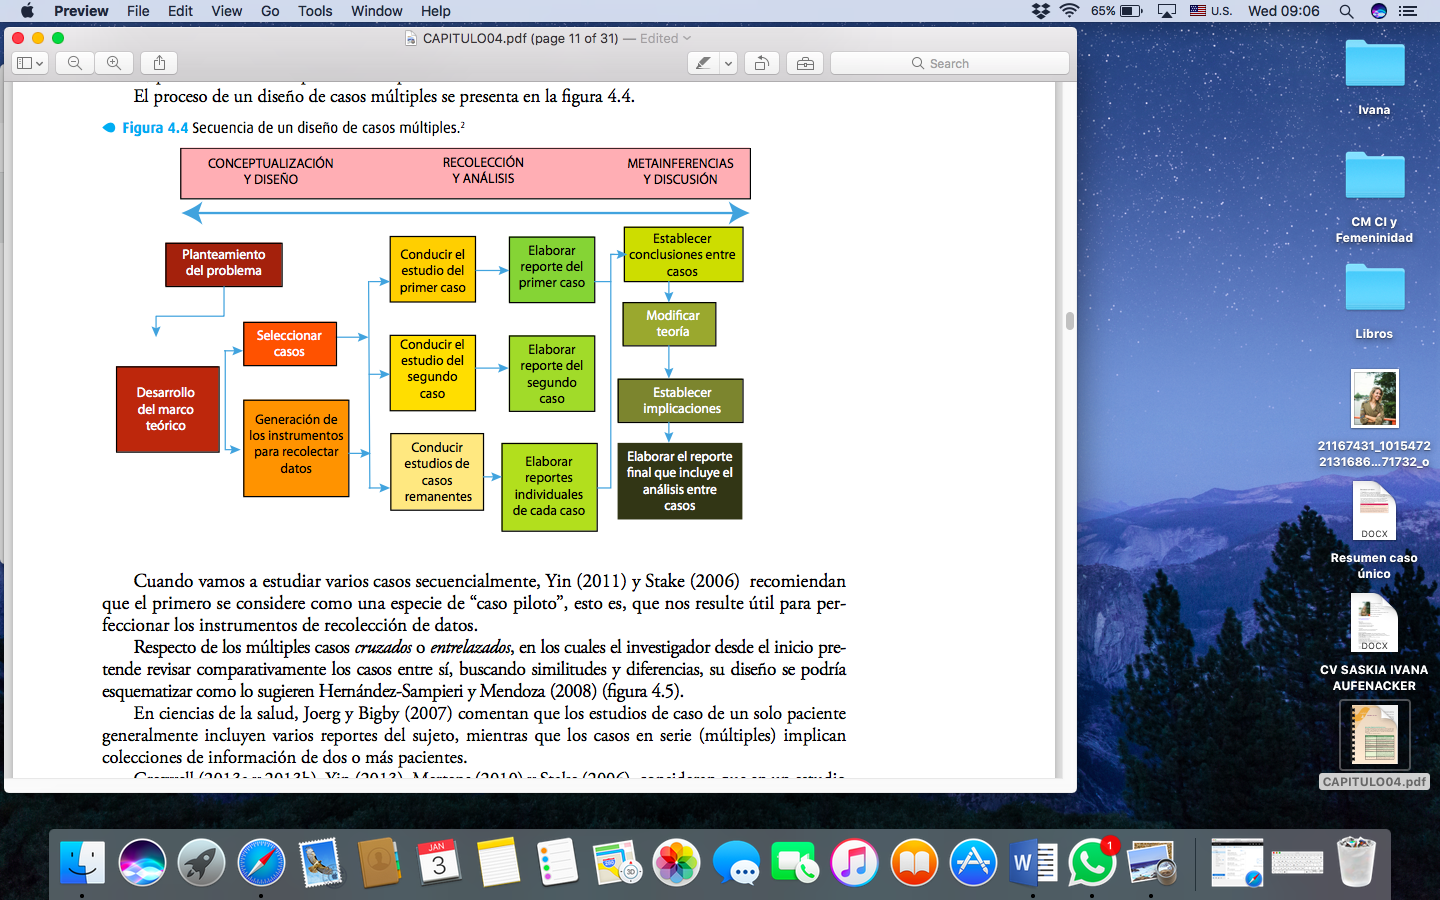 Preview File Edit View Go Tools Window Help
65% U.S. Wed 09:06
CAPITULO04.pdf (page 11 of 31) — Edited
Search
El proceso de un diseño de casos múltiples se presenta en la figura 4.4.
Figura 4.4 Secuencia de un diseño de casos múltiples.2
CONCEPTUALIZACIÓN
Y DISEÑO
RECOLECCIÓN
Y ANÁLISIS
METAINFERENCIAS
Y DISCUSIÓN
Planteamiento
del problema
Desarrollo
del marco
teórico
Seleccionar
casos
Generación de
los instrumentos
para recolectar
datos
Conducir el
estudio del
primer caso
Elaborar
reporte del
primer caso
Conducir el
estudio del
segundo
caso
Elaborar
reporte del
segundo
caso
Conducir
estudios de
casos
remanentes
Elaborar
reportes
individuales
de cada caso
Establecer
conclusiones entre
casos
Modificar
teoría
Establecer
implicaciones
Elaborar el reporte
final que incluye el
análisis entre
casos
Cuando vamos a estudiar varios casos secuencialmente, Yin (2011) y Stake (2006) recomiendan
que el primero se considere como una especie de “caso piloto”, esto es, que nos resulte útil para per-
feccionar los instrumentos de recolección de datos.
Respecto de los múltiples casos cruzados o entrelazados, en los cuales el investigador desde el inicio pre-
tende revisar comparativamente los casos entre sí, buscando similitudes y diferencias, su diseño se podría
esquematizar como lo sugieren Hernández-Sampieri y Mendoza (2008) (figura 4.5).
En ciencias de la salud, Joerg y Bigby (2007) comentan que los estudios de caso de un solo paciente
generalmente incluyen varios reportes del sujeto, mientras que los casos en serie (múltiples) implican
colecciones de información de dos o más pacientes.
Ivana
CM CI y
Femeninidad
Libros
21167431_1015472
2131686...71732_o
DOCX
Resumen caso
único
DOCX
CV SASKIA IVANA
AUFENACKER
CAPITULO04.pdf
JAN
3
3D
W
1